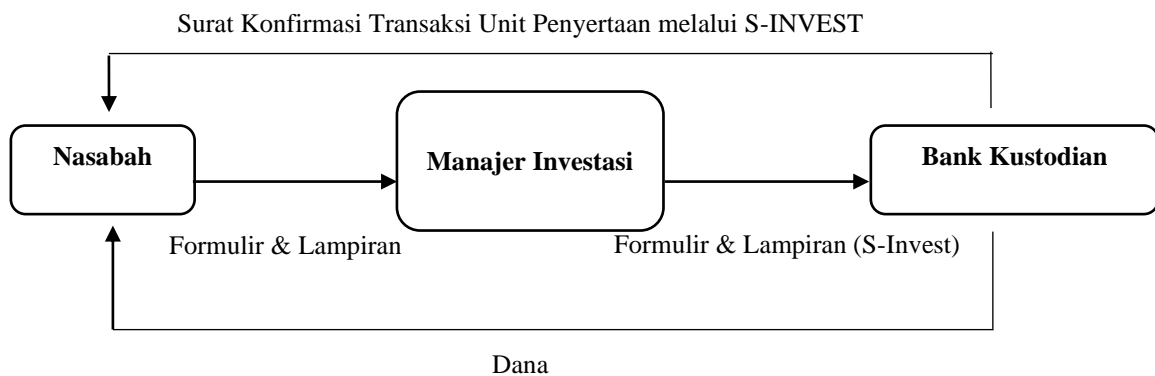 Surat Konfirmasi Transaksi Unit Penyertaan melalui S-INVEST
Nasabah
Manajer Investasi
Bank Kustodian
Formulir & Lampiran
Formulir & Lampiran (S-Invest)
Dana